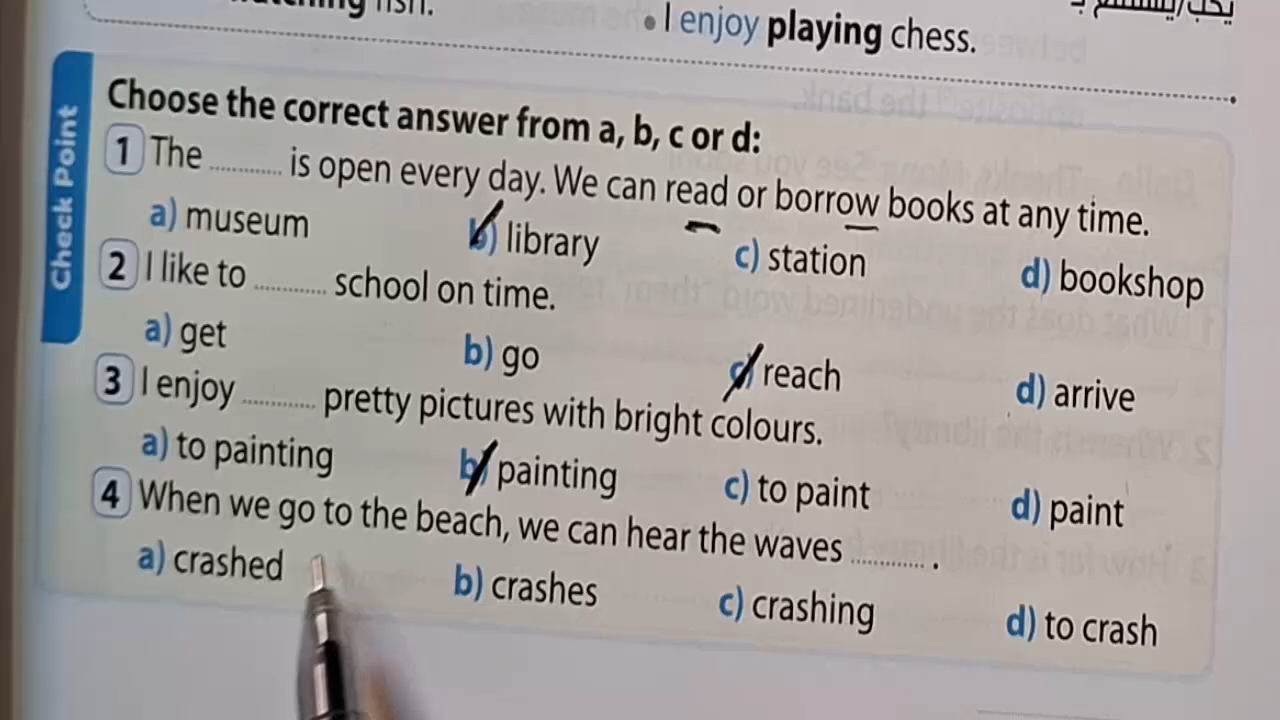 fish.
• I enjoy playing chess.
Check Point
Choose the correct answer from a, b, c or d:
1 The ............ is open every day. We can read or borrow books at any time.
a) museum b) library c) station d) bookshop
2 I like to ............ school on time.
a) get b) go c) reach d) arrive
3 I enjoy ............ pretty pictures with bright colours.
a) to painting b) painting c) to paint d) paint
4 When we go to the beach, we can hear the waves ............ .
a) crashed b) crashes c) crashing d) to crash